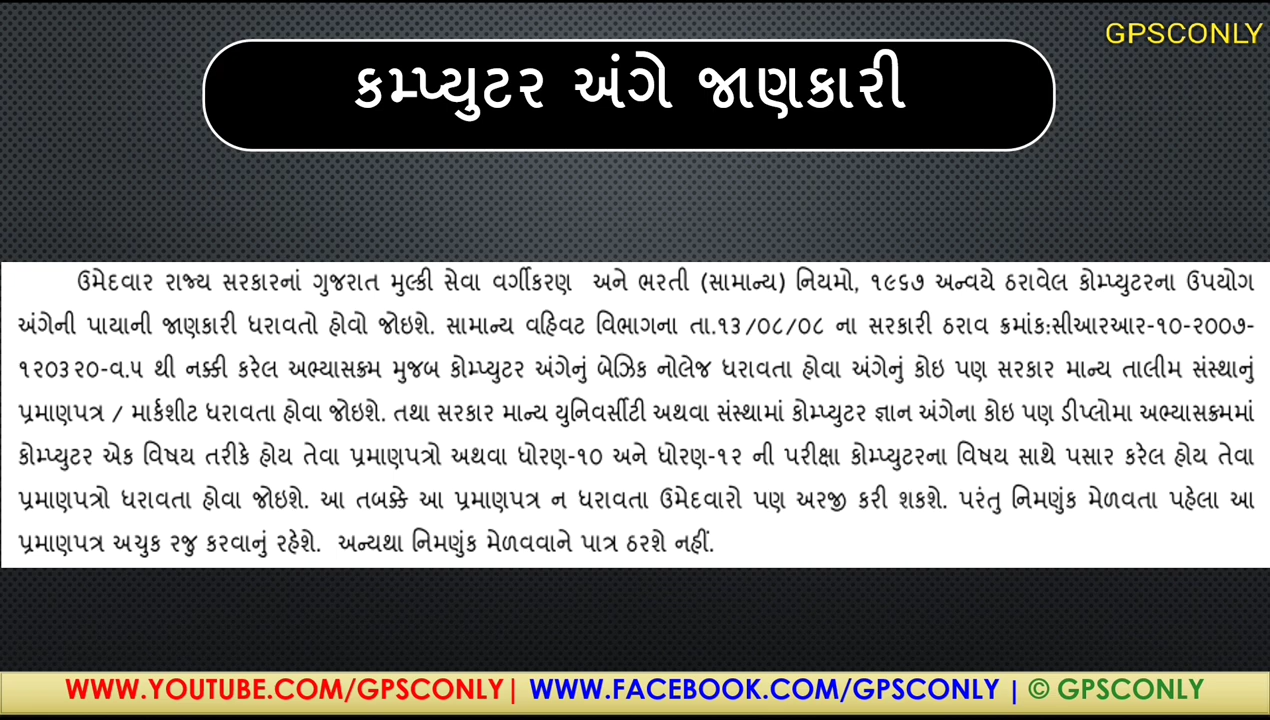 GPSCONLY
કમ્પ્યુટર અંગે જાણકારી
ઉમેદવાર રાજ્ય સરકારનાં ગુજરાત મુલ્કી સેવા વર્ગીકરણ અને ભરતી (સામાન્ય) નિયમો, ૧૯૬૭ અન્વયે ઠરાવેલ કોમ્પ્યુટરના ઉપયોગ
અંગેની પાયાની જાણકારી ધરાવતો હોવો જોઇશે. સામાન્ય વહિવટ વિભાગના તા.૧૩/૦૮/૦૮ ના સરકારી ઠરાવ ક્રમાંક:સીઆરઆર-૧૦-૨૦૦૭-
૧૨૦૩૨૦-વ.૫ થી નક્કી કરેલ અભ્યાસક્રમ મુજબ કોમ્પ્યુટર અંગેનું બેઝિક નોલેજ ધરાવતા હોવા અંગેનું કોઇ પણ સરકાર માન્ય તાલીમ સંસ્થાનું
પ્રમાણપત્ર / માર્કશીટ ધરાવતા હોવા જોઇશે. તથા સરકાર માન્ય યુનિવર્સીટી અથવા સંસ્થામાં કોમ્પ્યુટર જ્ઞાન અંગેના કોઇ પણ ડીપ્લોમા અભ્યાસક્રમમાં
કોમ્પ્યુટર એક વિષય તરીકે હોય તેવા પ્રમાણપત્રો અથવા ધોરણ-૧૦ અને ધોરણ-૧૨ ની પરીક્ષા કોમ્પ્યુટરના વિષય સાથે પસાર કરેલ હોય તેવા
પ્રમાણપત્રો ધરાવતા હોવા જોઇશે. આ તબક્કે આ પ્રમાણપત્ર ન ધરાવતા ઉમેદવારો પણ અરજી કરી શકશે. પરંતુ નિમણુંક મેળવતા પહેલા આ
પ્રમાણપત્ર અચુક રજુ કરવાનું રહેશે. અન્યથા નિમણુંક મેળવવાને પાત્ર ઠરશે નહીં.
WWW.YOUTUBE.COM/GPSCONLY | WWW.FACEBOOK.COM/GPSCONLY | © GPSCONLY